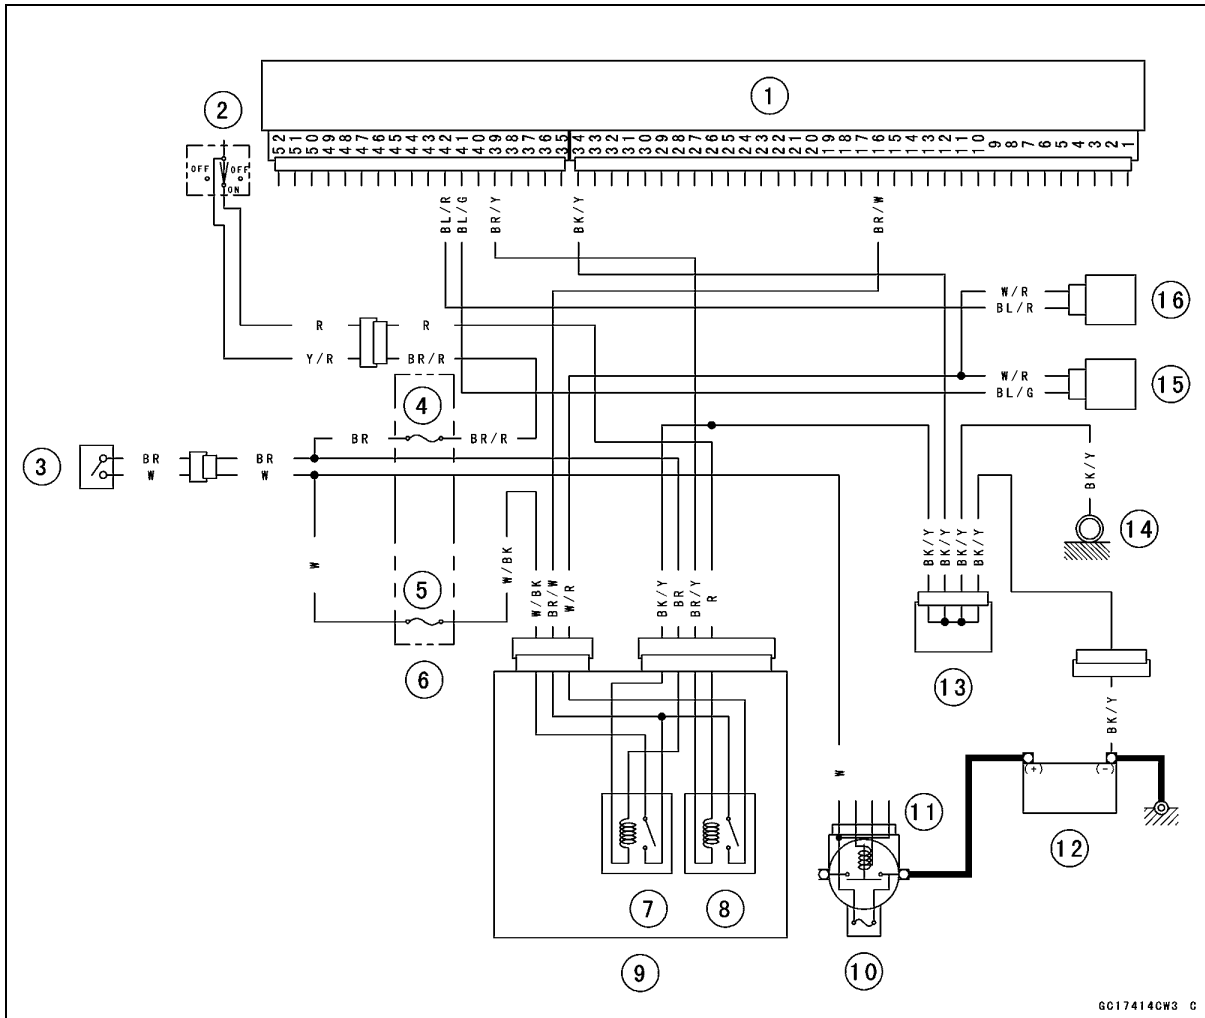 1
2
52 51 50 49 48 47 46 45 44 43 42 41 40 39 38 37 36 35 34 33 32 31 30 29 28 27 26 25 24 23 22 21 20 19 18 17 16 15 14 13 12 11 10 9 8 7 6 5 4 3 2 1
OFF OFF
ON
BL/R BL/G BR/Y BK/Y BR/W
W/R 16
BL/R
R R
Y/R BR/R
W/R 15
BL/G
4
BR BR/R
3 BR BR
W W
BK/Y
14
W W/BK
BK/Y BK/Y BK/Y BK/Y
5
W/BK BR/W W/R BK/Y BR BR/Y R
6
13
BK/Y
W
(+) (-)
11
12
7 8
9 10
GC17414CW3 C